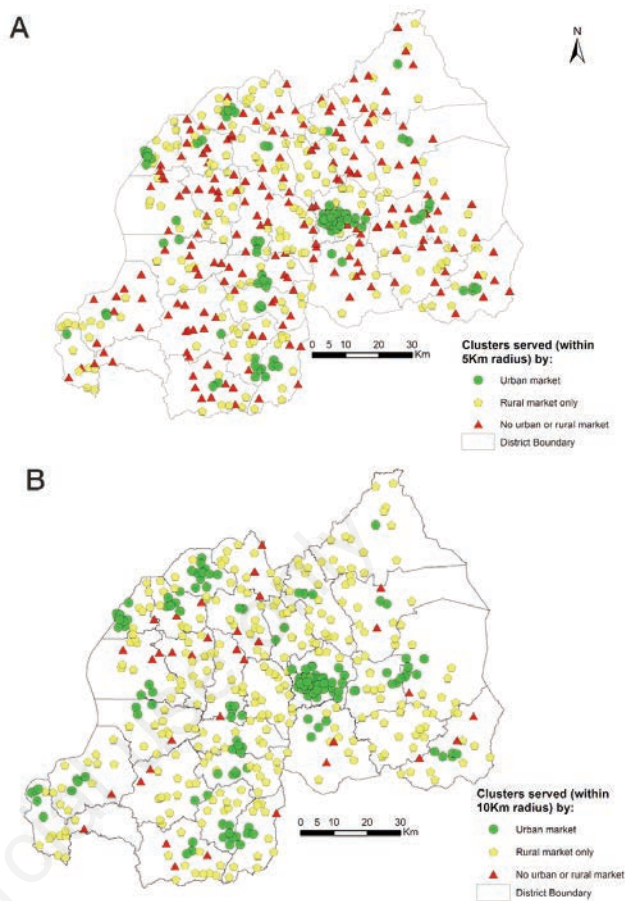 A
N
0 5 10 20 30
Km
Clusters served (within
5Km radius) by:
Urban market
Rural market only
No urban or rural market
District Boundary
B
0 5 10 20 30
Km
Clusters served (within
10Km radius) by:
Urban market
Rural market only
No urban or rural market
District Boundary